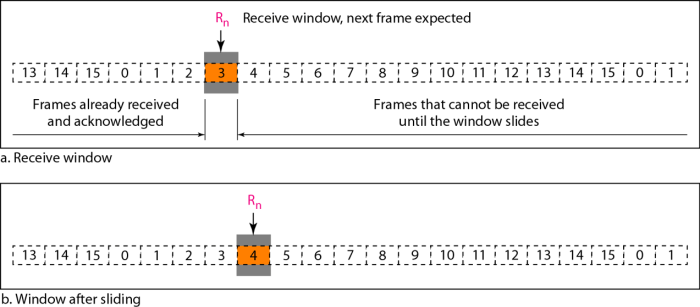 Rn Receive window, next frame expected
13 14 15 0 1 2 3 4 5 6 7 8 9 10 11 12 13 14 15 0 1
Frames already received
and acknowledged
Frames that cannot be received
until the window slides
a. Receive window
Rn
13 14 15 0 1 2 3 4 5 6 7 8 9 10 11 12 13 14 15 0 1
b. Window after sliding